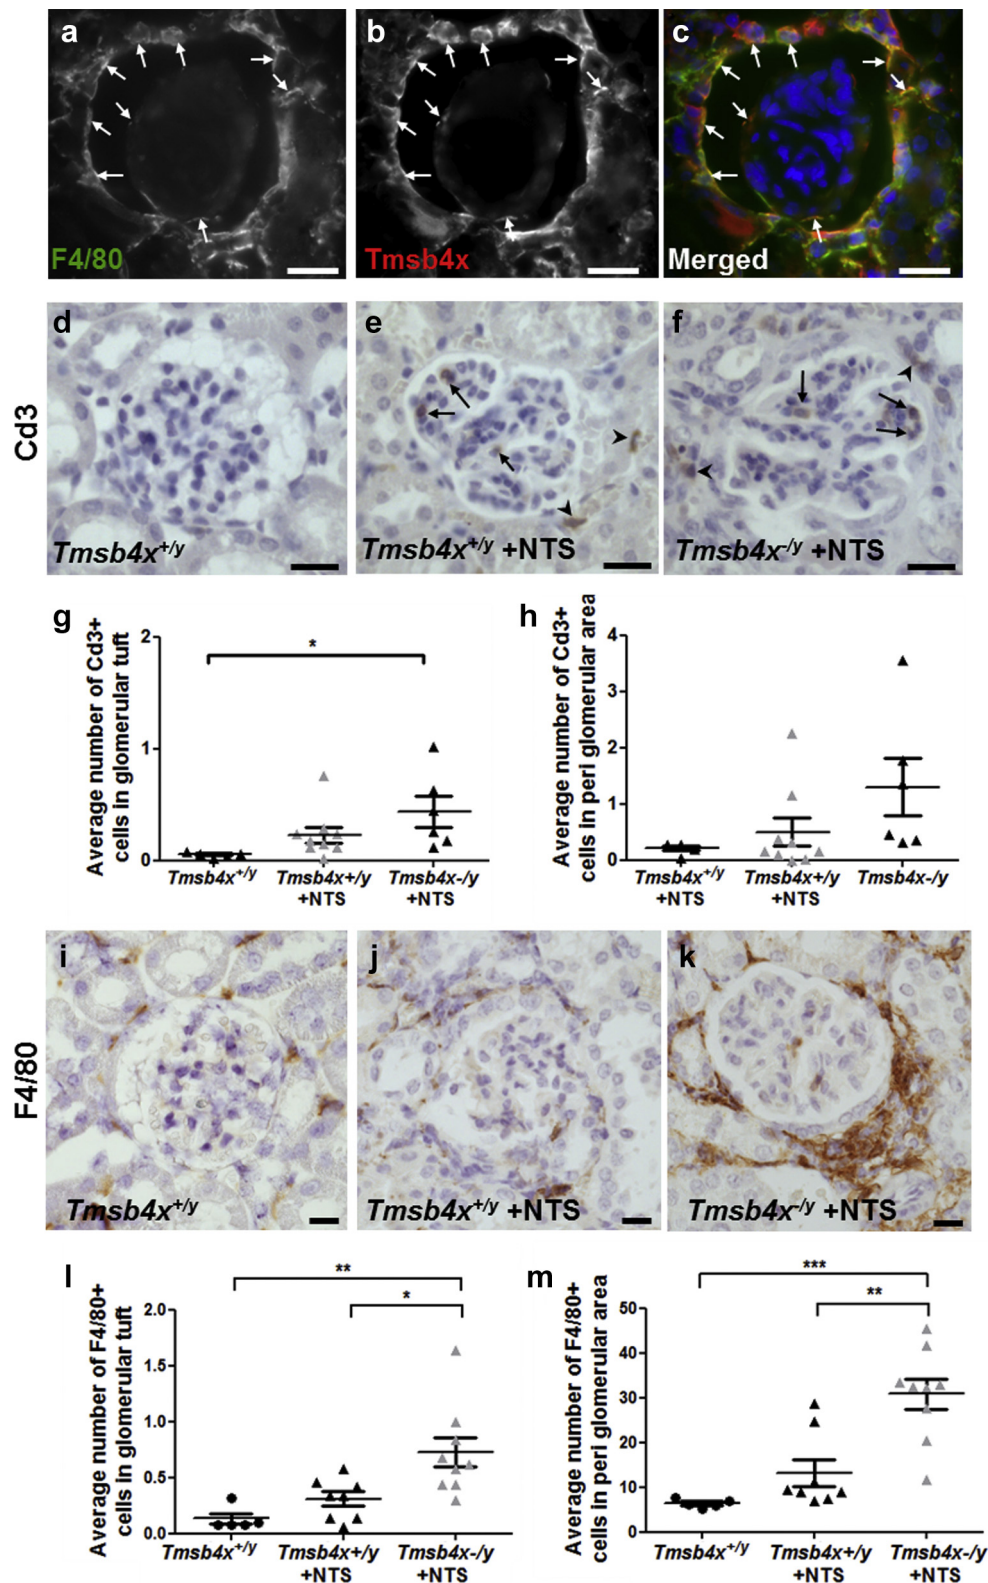 a
b
c
F4/80
Tmsb4x
Merged
d
e
f
Cd3
Tmsb4x+/y
Tmsb4x+/y +NTS
Tmsb4x-/y +NTS
g
Average number of Cd3+
cells in glomerular tuft
2
1
0
*
Tmsb4x+/y
Tmsb4x+/y
+NTS
Tmsb4x-/y
+NTS
h
Average number of Cd3+
cells in peri glomerular area
4
3
2
1
0
Tmsb4x+/y
+NTS
Tmsb4x+/y
+NTS
Tmsb4x-/y
i
j
k
F4/80
Tmsb4x+/y
Tmsb4x+/y +NTS
Tmsb4x-/y +NTS
l
Average number of F4/80+
cells in glomerular tuft
2.0
1.5
1.0
0.5
0.0
**
*
Tmsb4x+/y
Tmsb4x+/y
+NTS
Tmsb4x-/y
+NTS
m
Average number of F4/80+
cells in peri glomerular area
50
40
30
20
10
0
***
**
Tmsb4x+/y
Tmsb4x+/y
+NTS
Tmsb4x-/y
+NTS